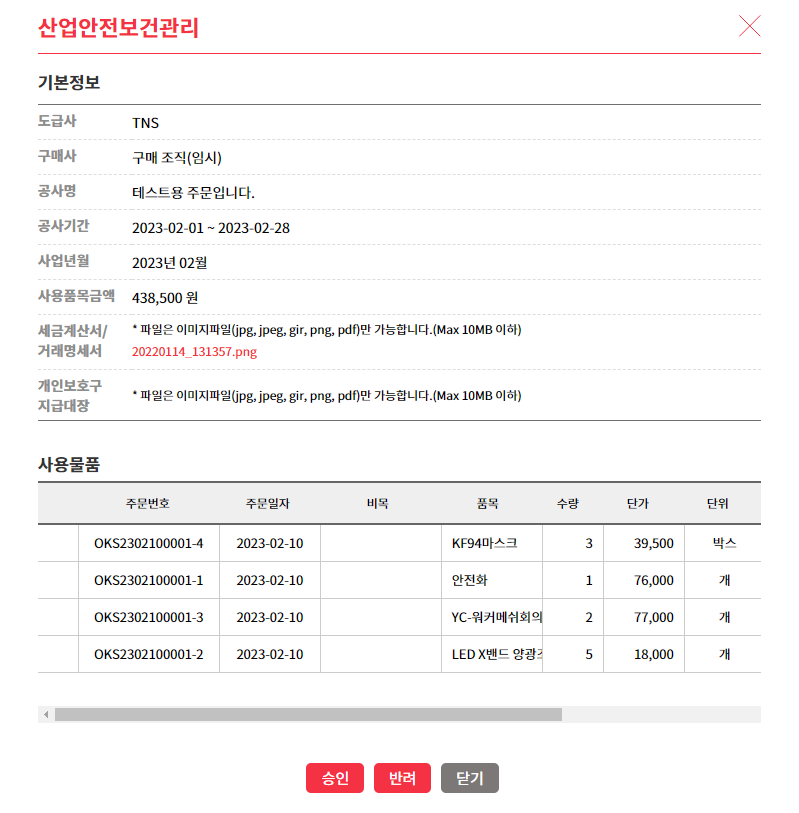 산업안전보건관리
기본정보
도급사 TNS
구매사 구매 조직(임시)
공사명 테스트용 주문입니다.
공사기간 2023-02-01 ~ 2023-02-28
사업년월 2023년 02월
사용품목금액 438,500 원
세금계산서/ * 파일은 이미지파일(jpg, jpeg, gir, png, pdf)만 가능합니다.(Max 10MB 이하)
거래명세서 20220114_131357.png
개인보호구
지급대장 * 파일은 이미지파일(jpg, jpeg, gir, png, pdf)만 가능합니다.(Max 10MB 이하)
사용물품
주문번호 주문일자 비목 품목 수량 단가 단위
OKS2302100001-4 2023-02-10 KF94마스크 3 39,500 박스
OKS2302100001-1 2023-02-10 안전화 1 76,000 개
OKS2302100001-3 2023-02-10 YC-워커메쉬회의 2 77,000 개
OKS2302100001-2 2023-02-10 LED X밴드 양광 5 18,000 개
승인 반려 닫기